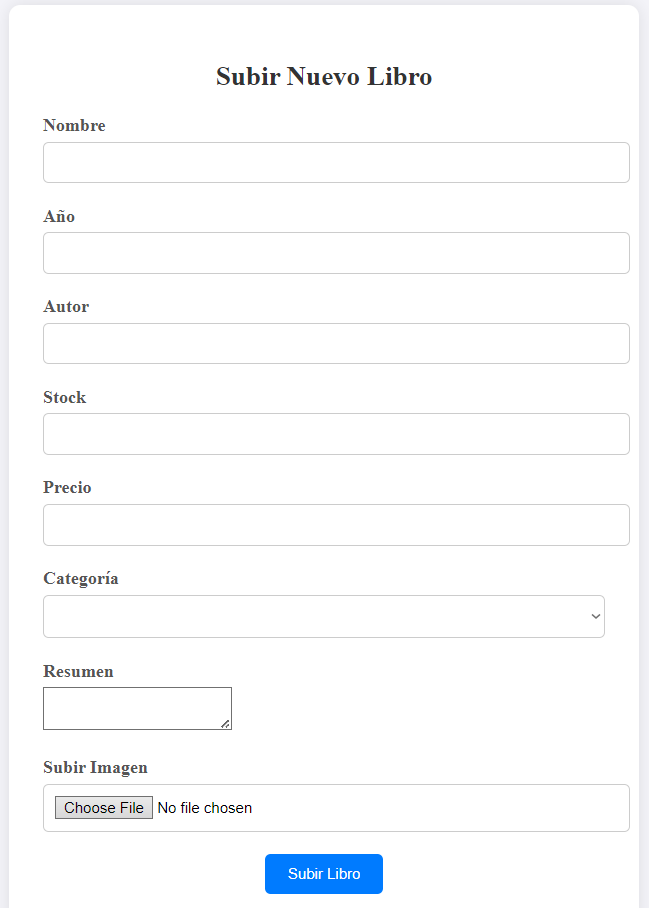 Subir Nuevo Libro
Nombre
Año
Autor
Stock
Precio
Categoría
Resumen
Subir Imagen
Choose File No file chosen
Subir Libro